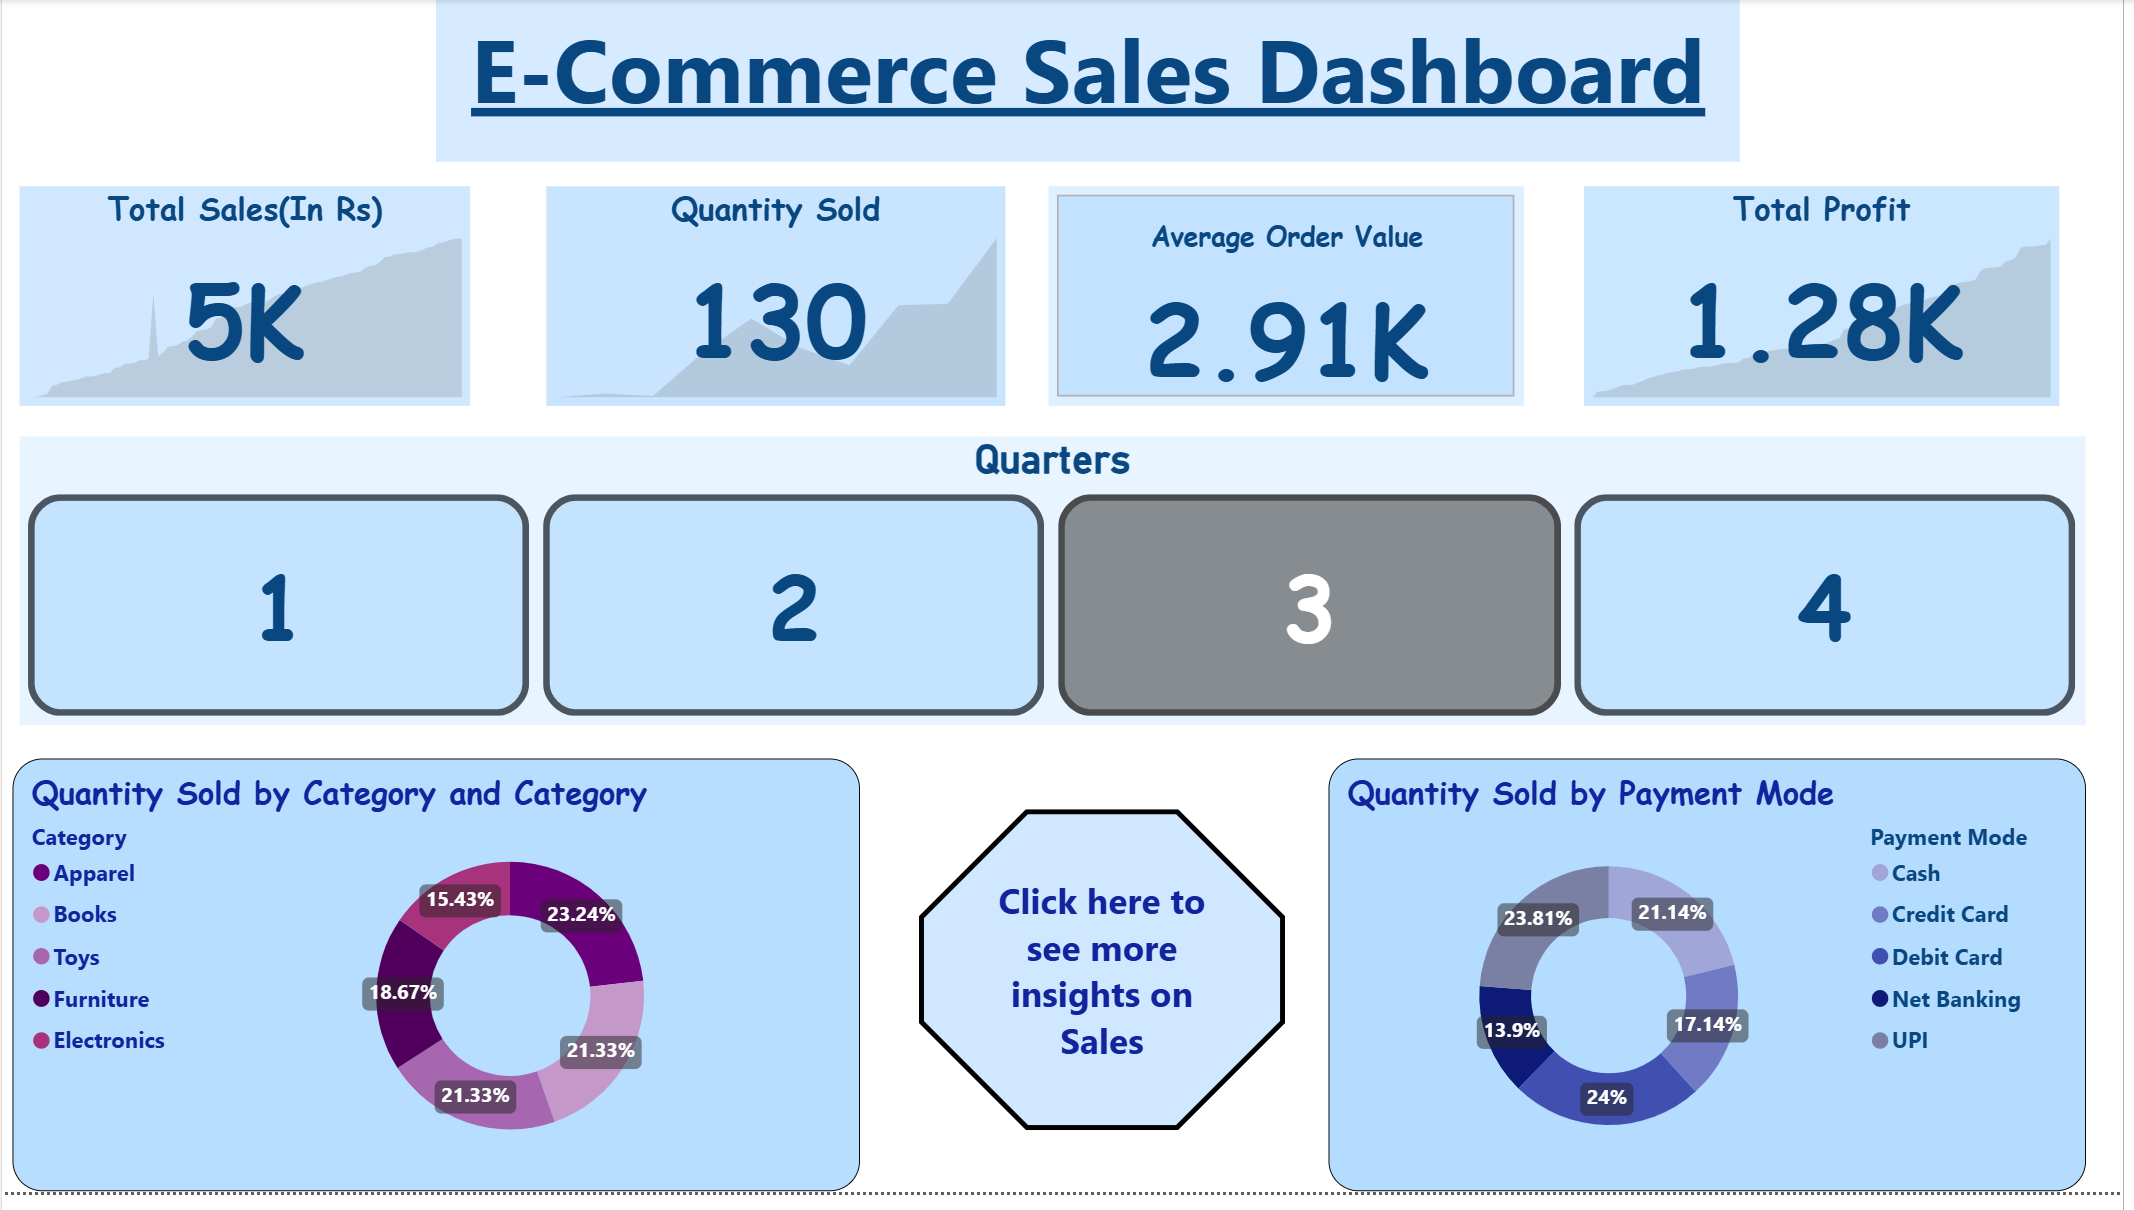 E-Commerce Sales Dashboard
Total Sales(In Rs)
5K
Quantity Sold
130
Average Order Value
2.91K
Total Profit
1.28K
Quarters
1
2
3
4
Quantity Sold by Category and Category
Category
Apparel
Books
Toys
Furniture
Electronics
15.43%
23.24%
18.67%
21.33%
21.33%
Click here to
see more
insights on
Sales
Quantity Sold by Payment Mode
23.81%
21.14%
13.9%
17.14%
24%
Payment Mode
Cash
Credit Card
Debit Card
Net Banking
UPI